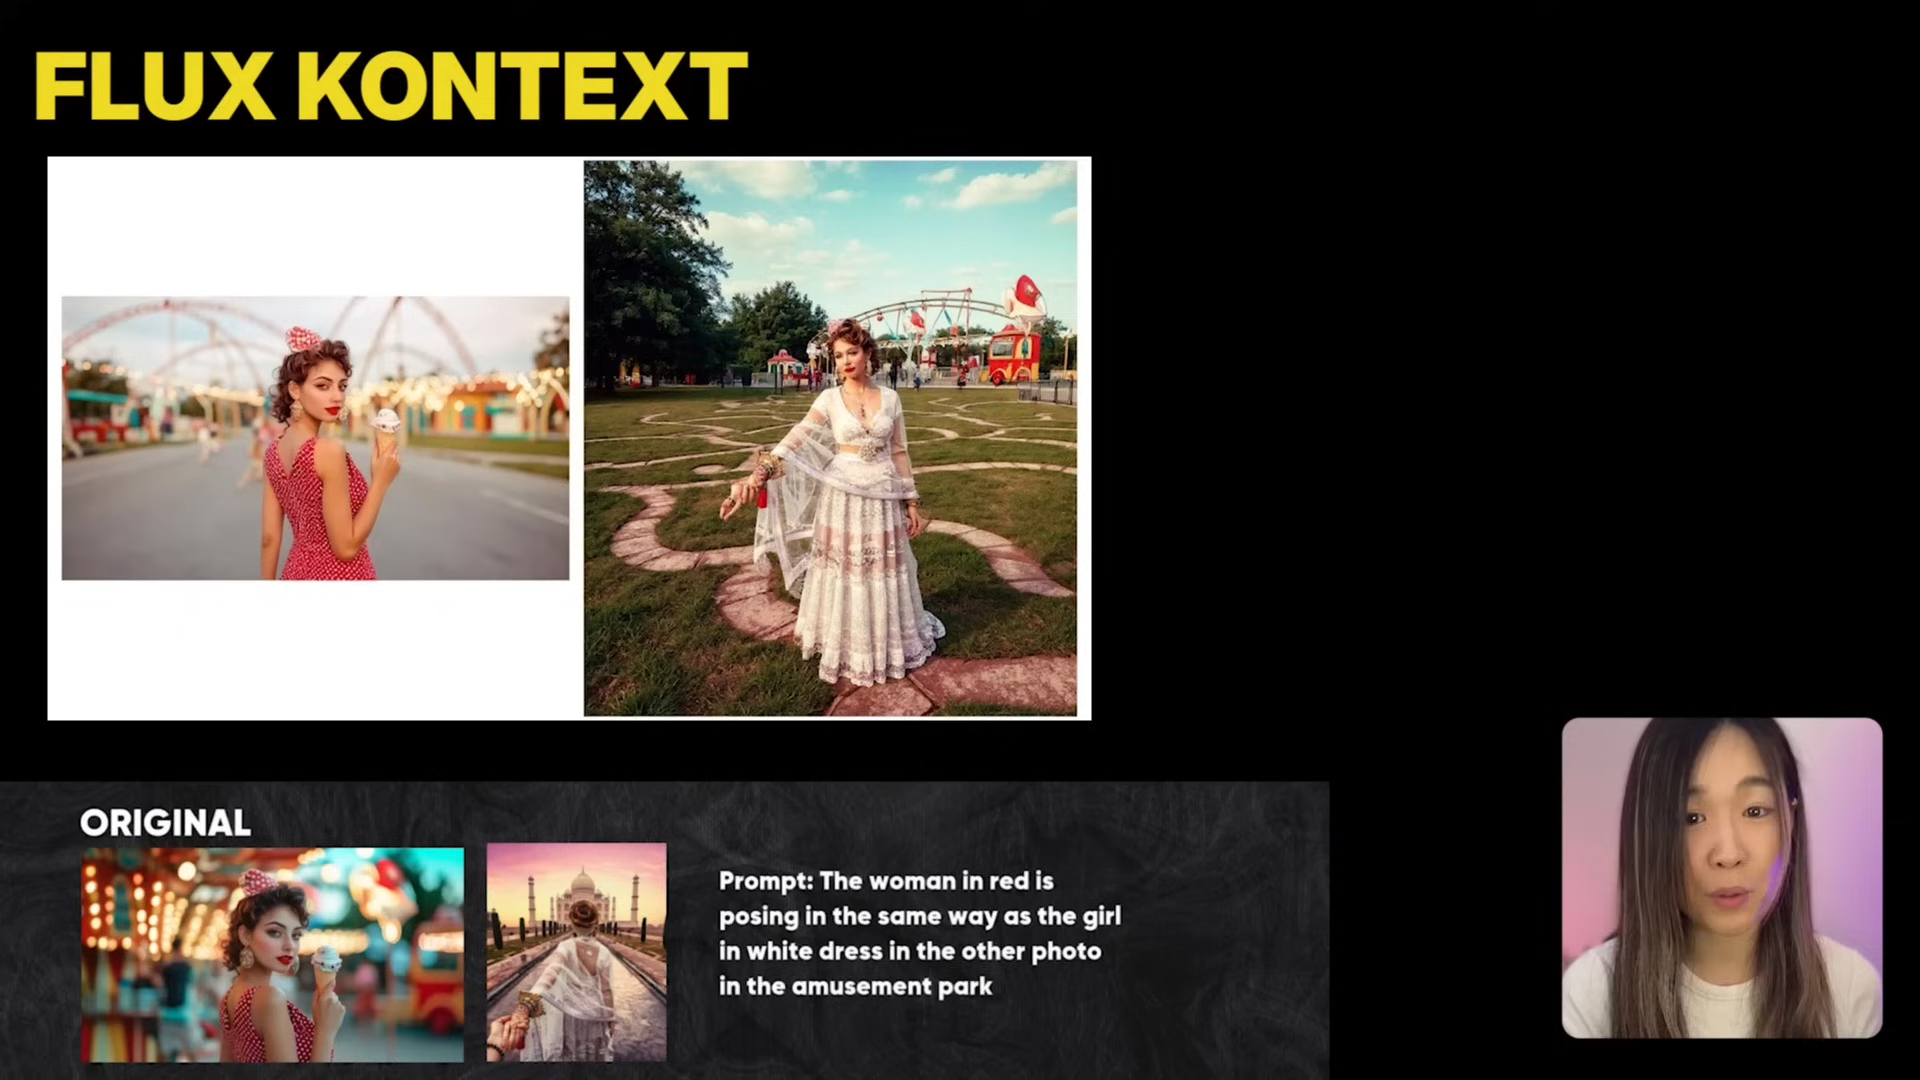 FLUX KONTEXT
ORIGINAL
Prompt: The woman in red is
posing in the same way as the girl
in white dress in the other photo
in the amusement park